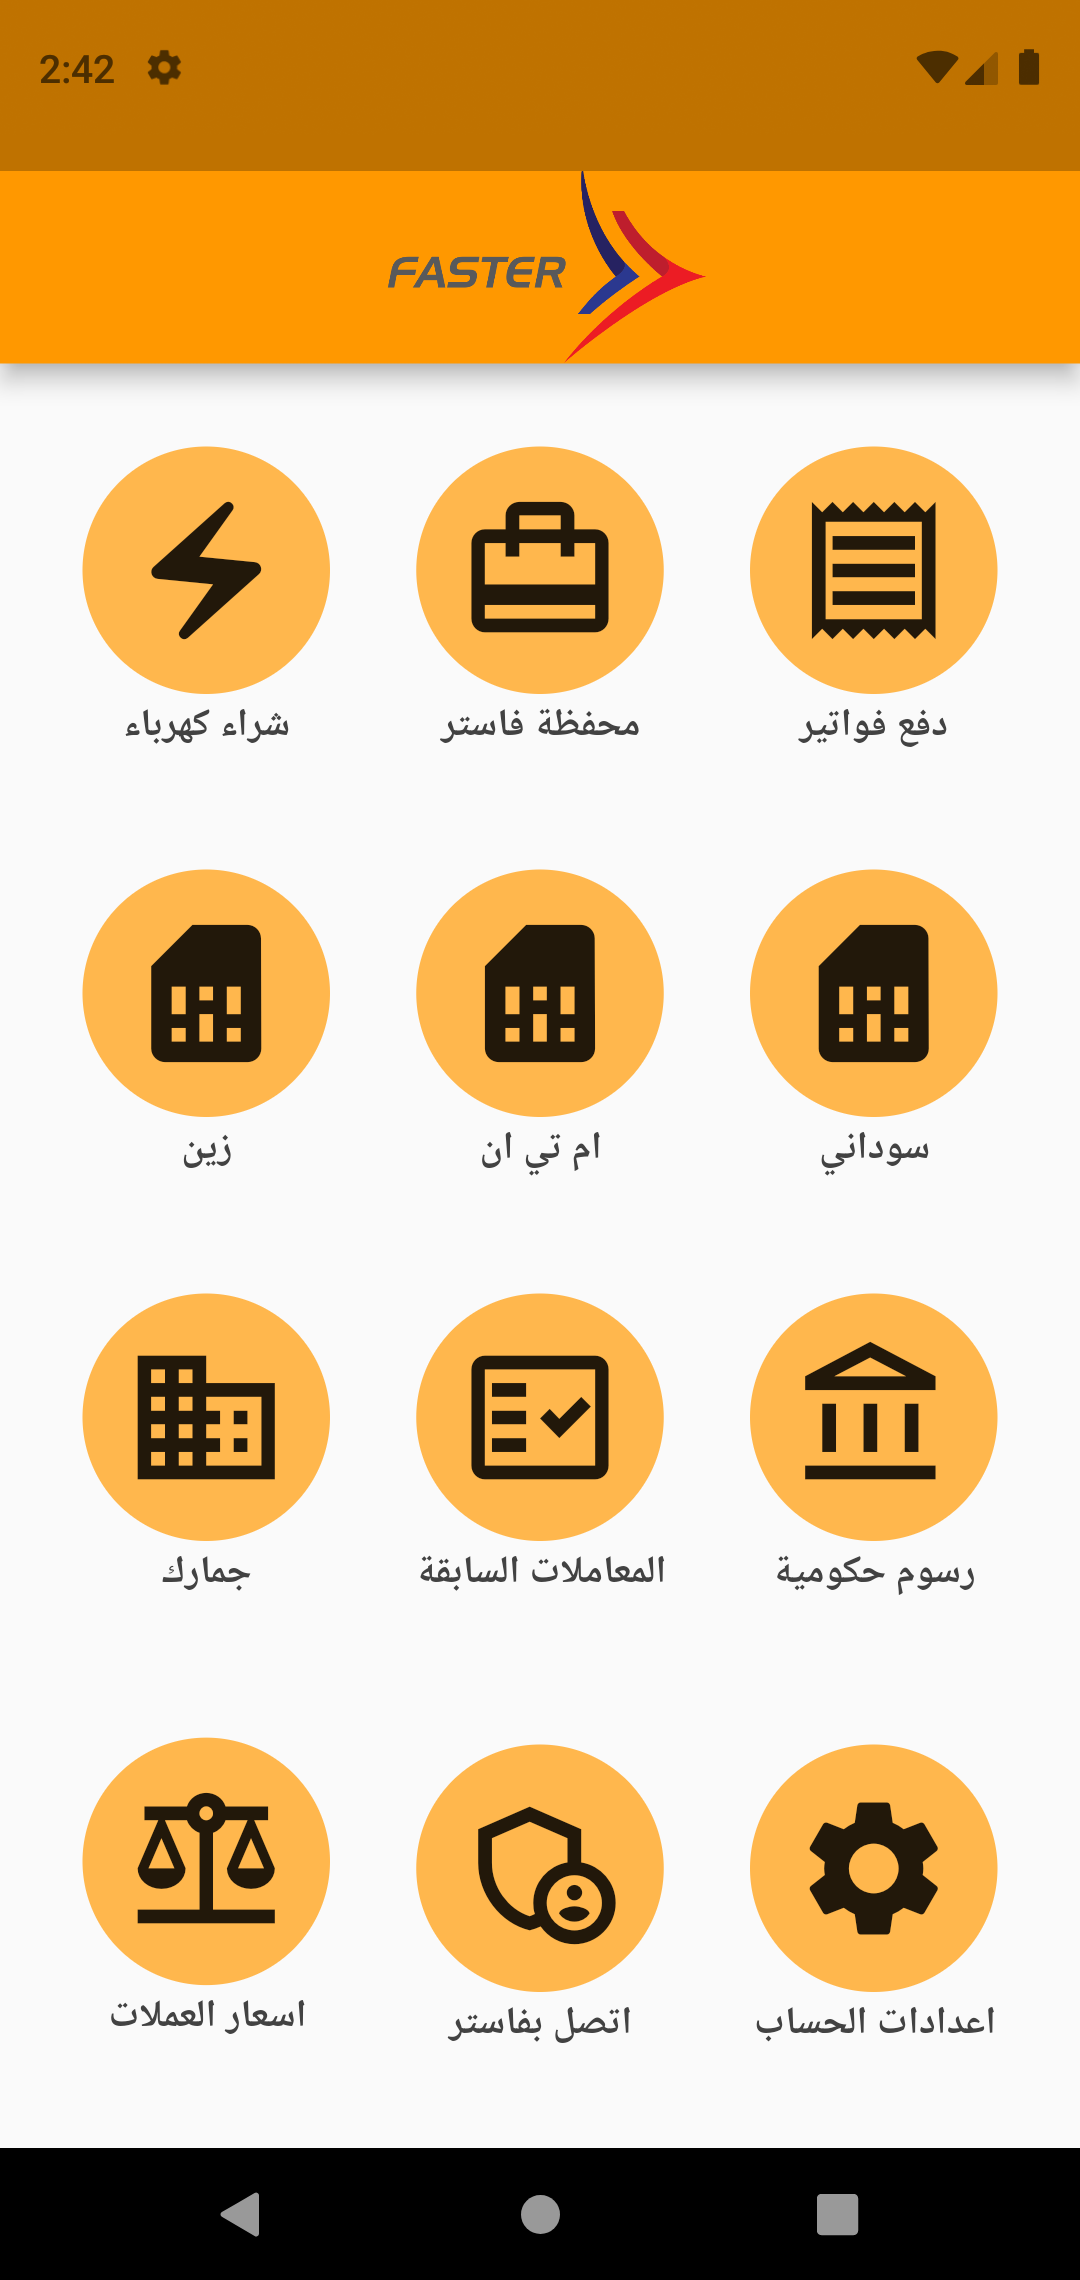 2:42
FASTER
دفع فواتير
محفظة فاستر
شراء كهرباء
سوداني
ام تي ان
زين
رسوم حكومية
المعاملات السابقة
جمارك
اعدادات الحساب
اتصل بفاستر
اسعار العملات